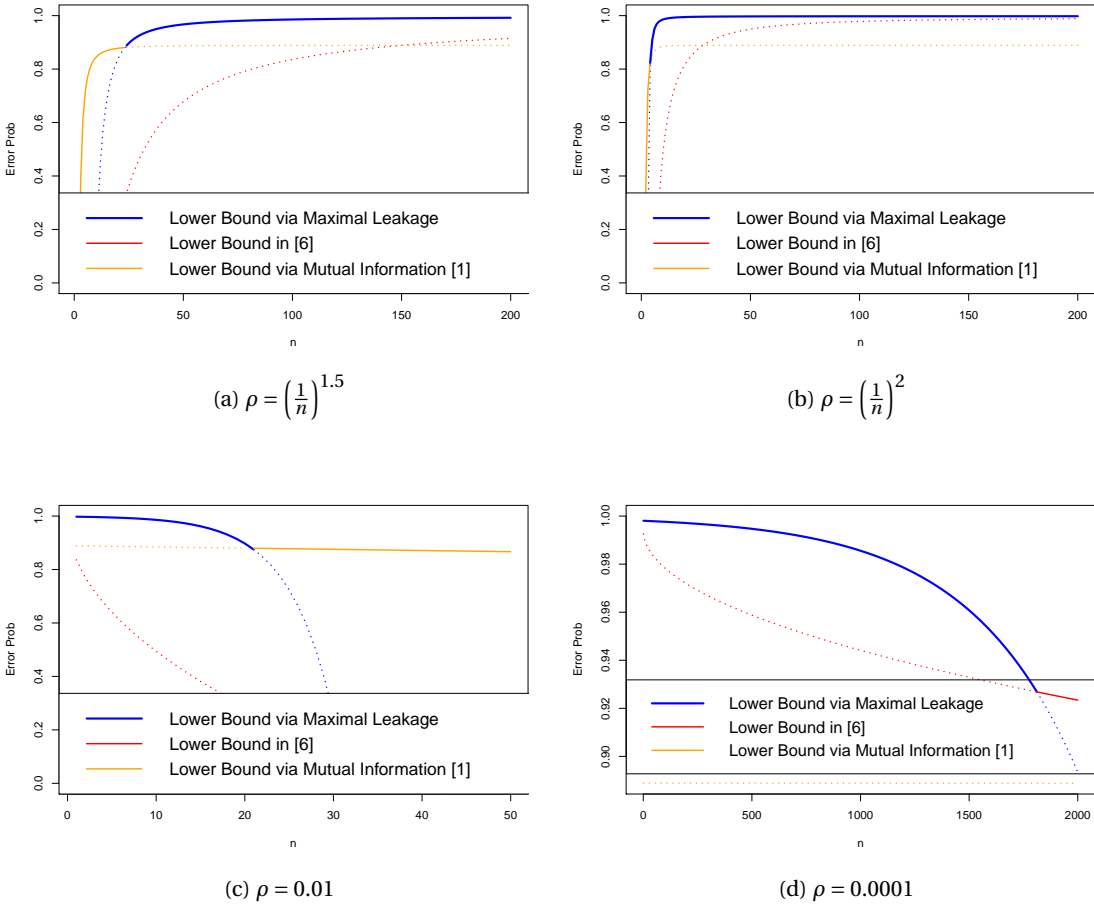 1.0
0.8
0.6
0.4
0.2
0.0
Error Prob
Lower Bound via Maximal Leakage
Lower Bound in [6]
Lower Bound via Mutual Information [1]
0 50 100 150 200
n
(a) ρ = (1/n)^1.5
1.0
0.8
0.6
0.4
0.2
0.0
Error Prob
Lower Bound via Maximal Leakage
Lower Bound in [6]
Lower Bound via Mutual Information [1]
0 50 100 150 200
n
(b) ρ = (1/n)^2
1.0
0.8
0.6
0.4
0.2
0.0
Error Prob
Lower Bound via Maximal Leakage
Lower Bound in [6]
Lower Bound via Mutual Information [1]
0 10 20 30 40 50
n
(c) ρ = 0.01
1.00
0.98
0.96
0.94
0.92
0.90
Error Prob
Lower Bound via Maximal Leakage
Lower Bound in [6]
Lower Bound via Mutual Information [1]
0 500 1000 1500 2000
n
(d) ρ = 0.0001